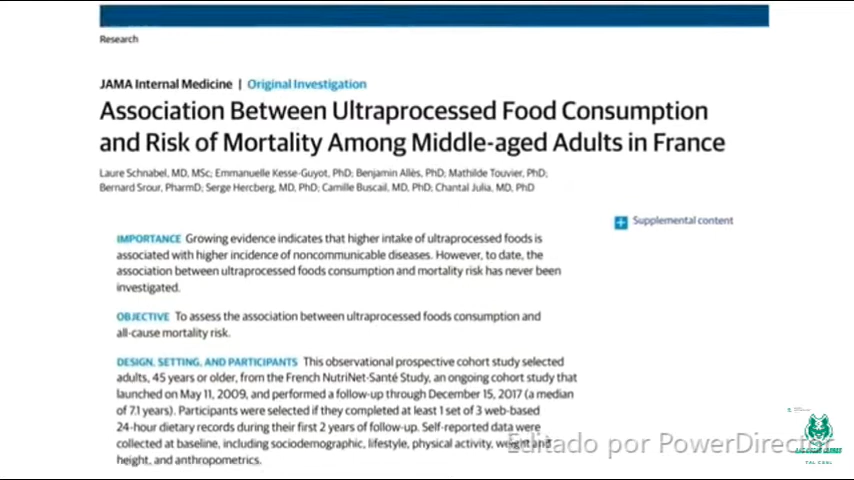 Research
JAMA Internal Medicine | Original Investigation
Association Between Ultraprocessed Food Consumption
and Risk of Mortality Among Middle-aged Adults in France
Laure Schnabel, MD, MSc; Emmanuelle Kesse-Guyot, PhD; Benjamin Allès, PhD; Mathilde Touvier, PhD;
Bernard Srour, PharmD; Serge Hercberg, MD, PhD; Camille Buscail, MD, PhD; Chantal Julia, MD, PhD
Supplemental content
IMPORTANCE Growing evidence indicates that higher intake of ultraprocessed foods is
associated with higher incidence of noncommunicable diseases. However, to date, the
association between ultraprocessed foods consumption and mortality risk has never been
investigated.
OBJECTIVE To assess the association between ultraprocessed foods consumption and
all-cause mortality risk.
DESIGN, SETTING, AND PARTICIPANTS This observational prospective cohort study selected
adults, 45 years or older, from the French NutriNet-Santé Study, an ongoing cohort study that
launched on May 11, 2009, and performed a follow-up through December 15, 2017 (a median
of 7.1 years). Participants were selected if they completed at least 1 set of 3 web-based
24-hour dietary records during their first 2 years of follow-up. Self-reported data were
collected at baseline, including sociodemographic, lifestyle, physical activity, weight and
height, and anthropometrics.
Editado por PowerDirector